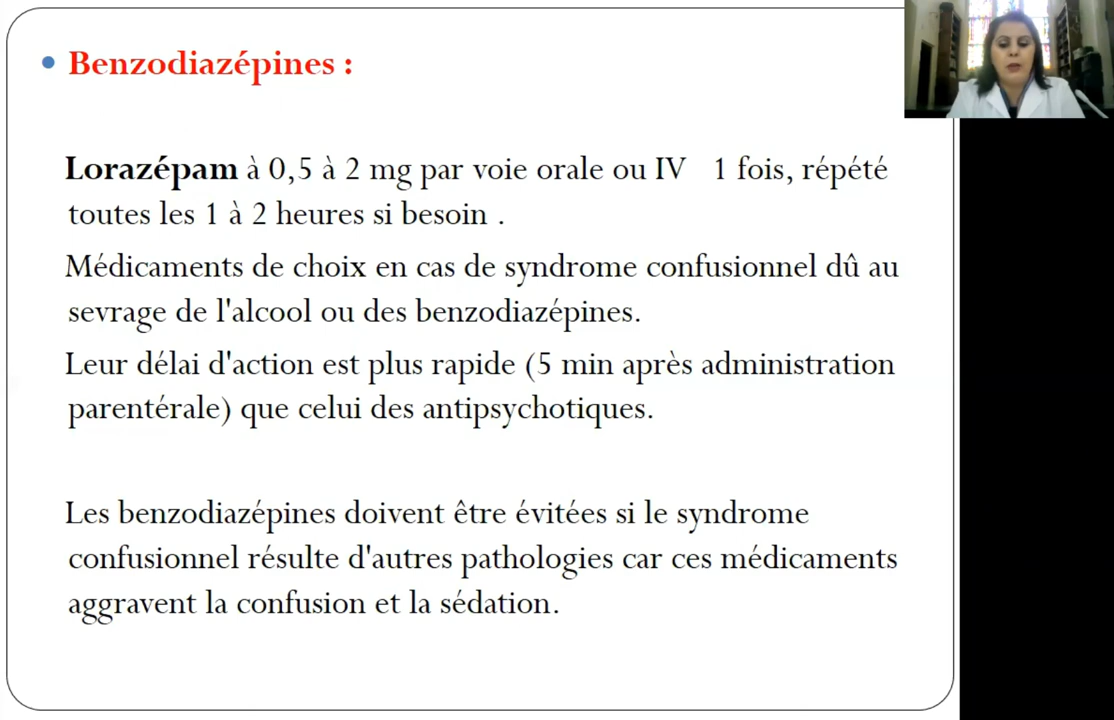 • Benzodiazépines :
Lorazépam à 0,5 à 2 mg par voie orale ou IV 1 fois, répété
toutes les 1 à 2 heures si besoin .
Médicaments de choix en cas de syndrome confusionnel dû au
sevrage de l'alcool ou des benzodiazépines.
Leur délai d'action est plus rapide (5 min après administration
parentérale) que celui des antipsychotiques.
Les benzodiazépines doivent être évitées si le syndrome
confusionnel résulte d'autres pathologies car ces médicaments
aggravent la confusion et la sédation.